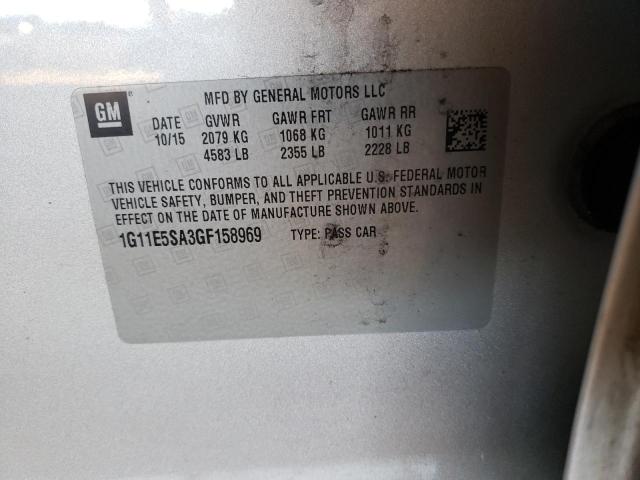 GM
MFD BY GENERAL MOTORS LLC
DATE GVWR GAWR FRT GAWR RR
10/15 2079 KG 1068 KG 1011 KG
4583 LB 2355 LB 2228 LB
THIS VEHICLE CONFORMS TO ALL APPLICABLE U.S. FEDERAL MOTOR
VEHICLE SAFETY, BUMPER, AND THEFT PREVENTION STANDARDS IN
EFFECT ON THE DATE OF MANUFACTURE SHOWN ABOVE.
1G11E5SA3GF158969 TYPE: PASS CAR